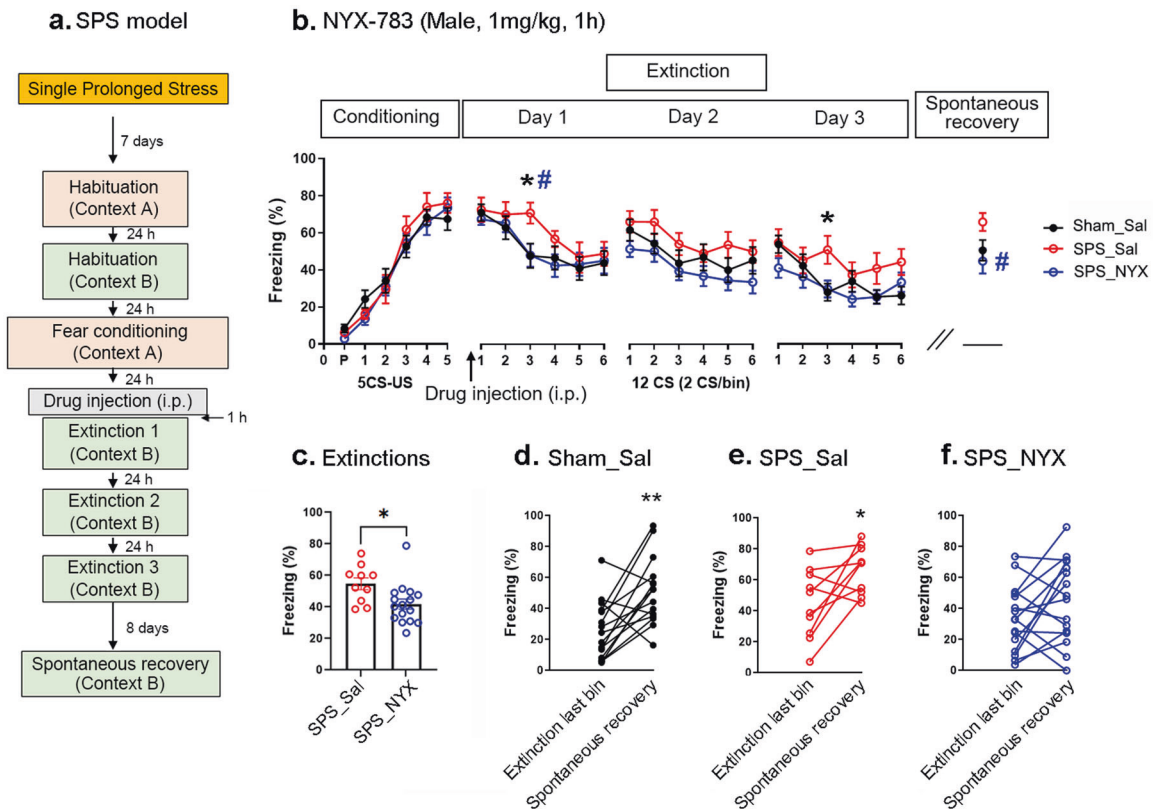 a. SPS model
Single Prolonged Stress
7 days
Habituation
(Context A)
24 h
Habituation
(Context B)
24 h
Fear conditioning
(Context A)
24 h
Drug injection (i.p.)
1 h
Extinction 1
(Context B)
24 h
Extinction 2
(Context B)
24 h
Extinction 3
(Context B)
8 days
Spontaneous recovery
(Context B)
b. NYX-783 (Male, 1mg/kg, 1h)
Extinction
Conditioning Day 1 Day 2 Day 3
Spontaneous
recovery
Freezing (%)
100
80
60
40
20
0
* #
*
#
Sham_Sal
SPS_Sal
SPS_NYX
0 P 1 2 3 4 5 1 2 3 4 5 6 1 2 3 4 5 6 1 2 3 4 5 6
//
5CS-US
Drug injection (i.p.)
12 CS (2 CS/bin)
c. Extinctions
*
Freezing (%)
100
80
60
40
20
0
SPS_Sal
SPS_NYX
d. Sham_Sal
**
Freezing (%)
100
80
60
40
20
0
Extinction last bin
Spontaneous recovery
e. SPS_Sal
*
Freezing (%)
100
80
60
40
20
0
Extinction last bin
Spontaneous recovery
f. SPS_NYX
Freezing (%)
100
80
60
40
20
0
Extinction last bin
Spontaneous recovery